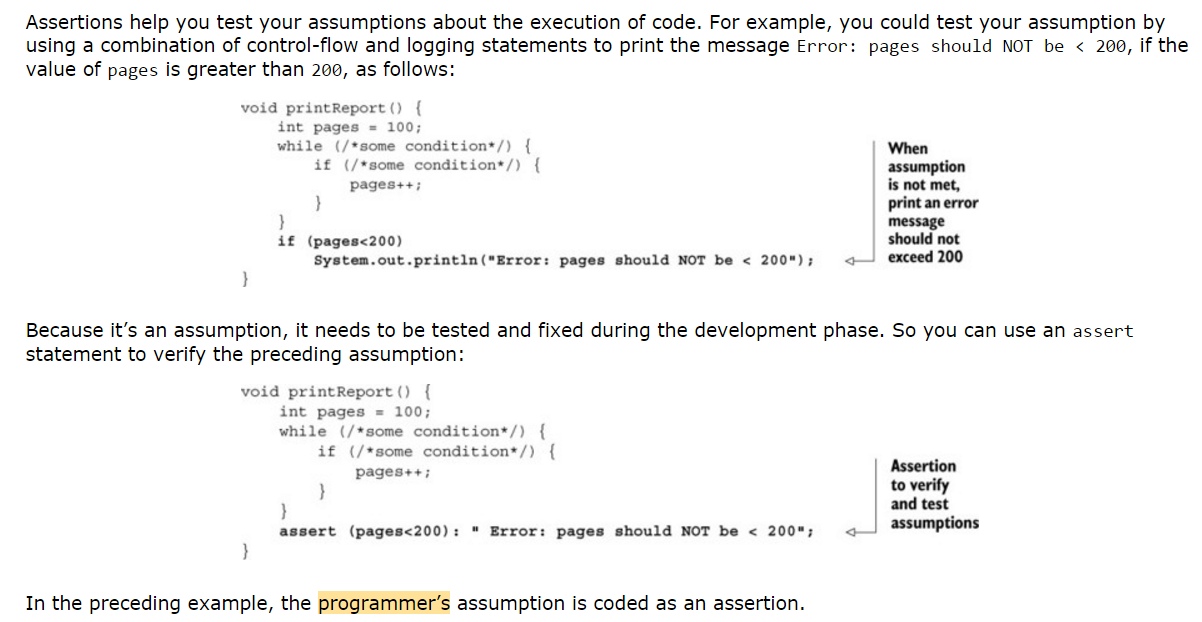 Assertions help you test your assumptions about the execution of code. For example, you could test your assumption by
using a combination of control-flow and logging statements to print the message Error: pages should NOT be < 200, if the
value of pages is greater than 200, as follows:
void printReport() {
    int pages = 100;
    while (/*some condition*/) {
        if (/*some condition*/) {
            pages++;
        }
    }
    if (pages<200)
        System.out.println("Error: pages should NOT be < 200");
}
When
assumption
is not met,
print an error
message
should not
exceed 200
Because it’s an assumption, it needs to be tested and fixed during the development phase. So you can use an assert
statement to verify the preceding assumption:
void printReport() {
    int pages = 100;
    while (/*some condition*/) {
        if (/*some condition*/) {
            pages++;
        }
    }
    assert (pages<200): " Error: pages should NOT be < 200";
}
Assertion
to verify
and test
assumptions
In the preceding example, the programmer’s assumption is coded as an assertion.